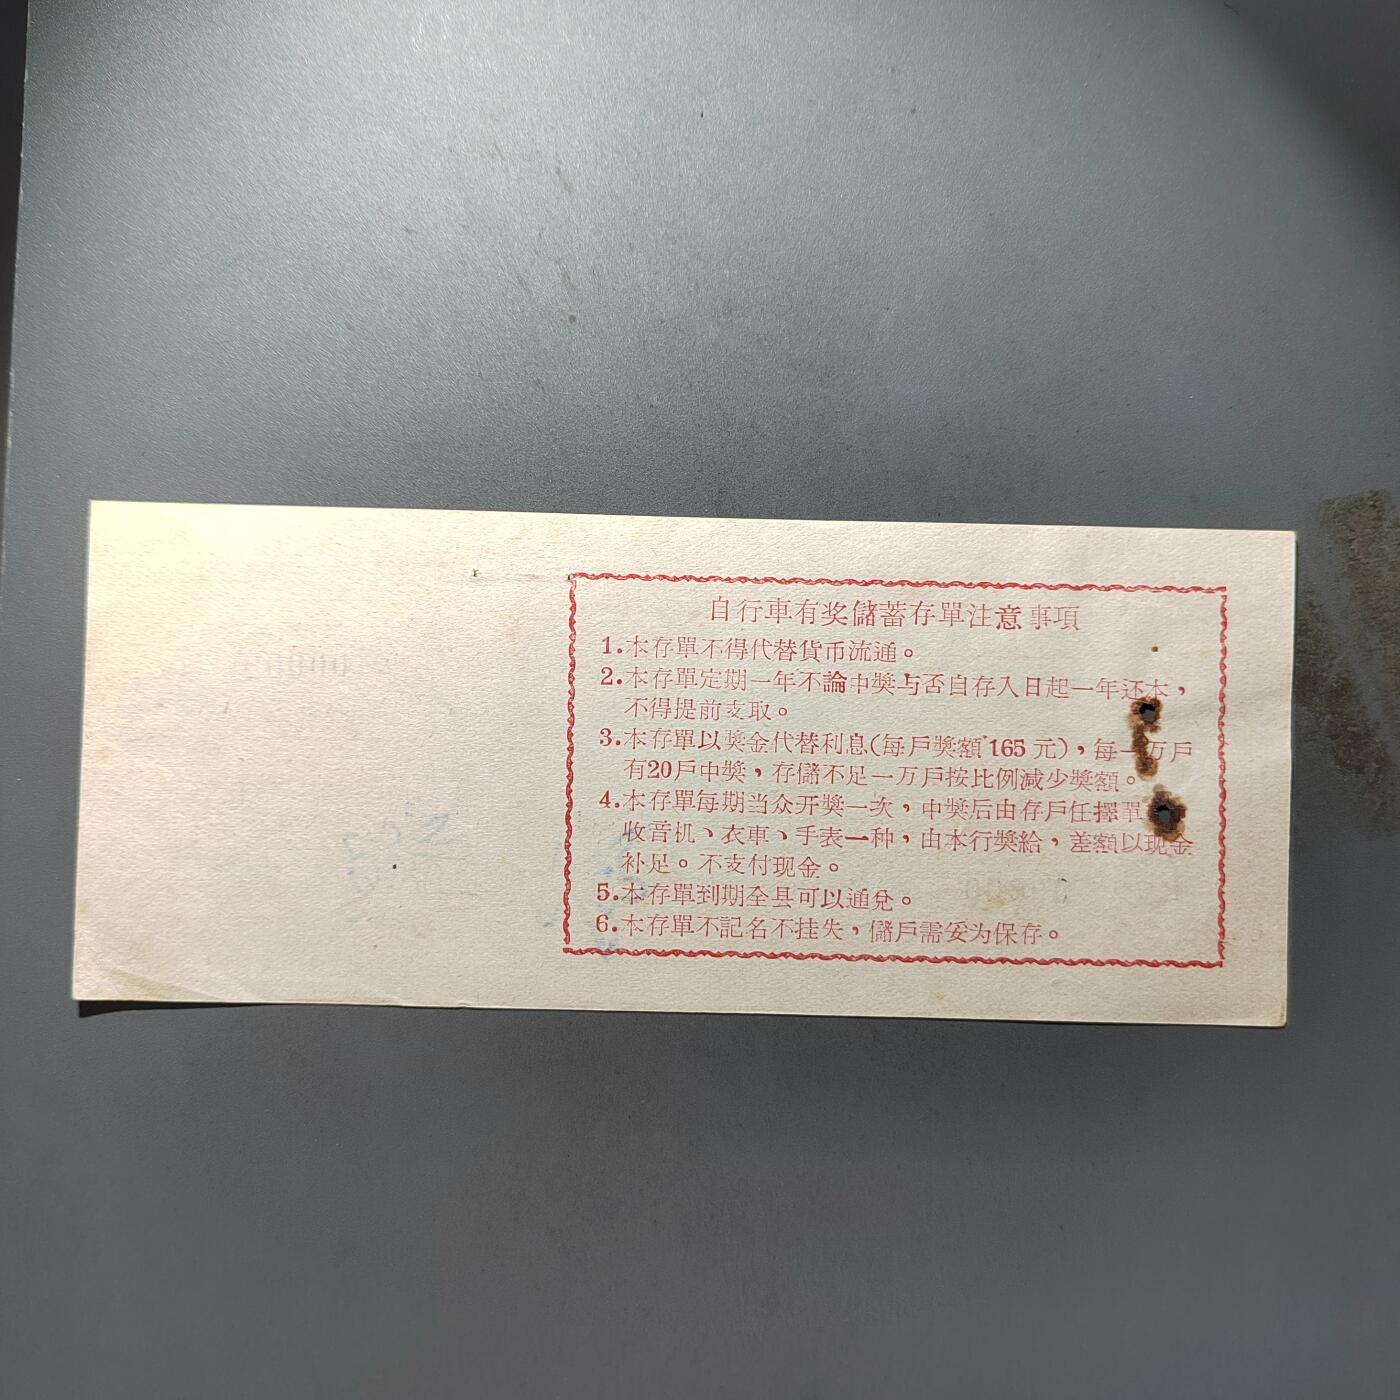 自行車有奖儲蓄存單注意事項
1.本存單不得代替貨币流通。
2.本存單定期一年不論中獎与否自存入日起一年还本，
不得提前支取。
3.本存單以獎金代替利息（每戶獎額165元），每一万戶
有20戶中獎，存儲不足一万戶按比例減少獎額。
4.本存單每期当众开獎一次，中獎后由存戶任擇單
收音机、衣車、手表一种，由本行獎給，差額以现金
补足。不支付现金。
5.本存單到期全县可以通兌。
6.本存單不記名不挂失，儲戶需妥为保存。